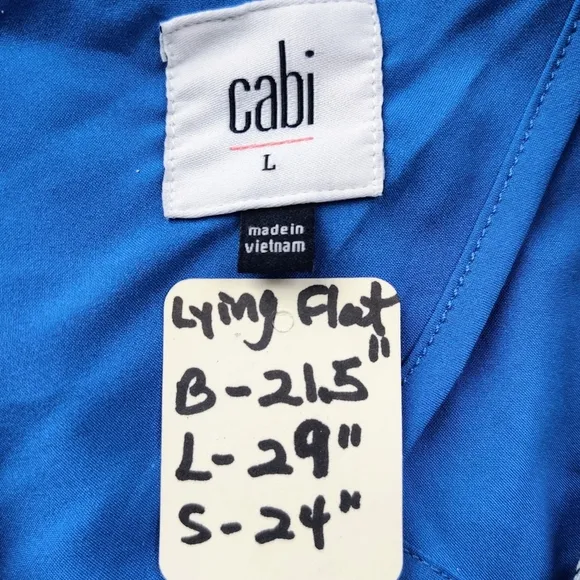 cabi
L
made in
vietnam
Lying Flat
B-21.5"
L-29"
S-24"